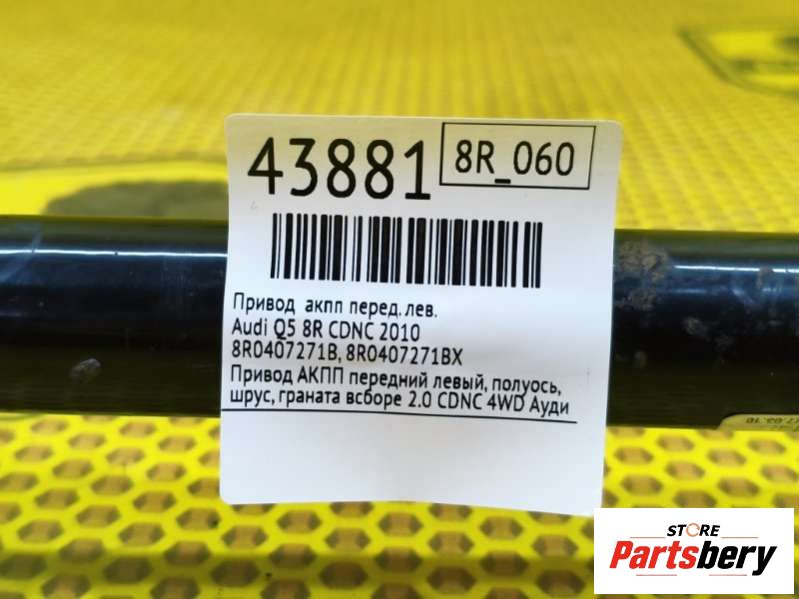 43881
8R_060
Привод акпп перед. лев.
Audi Q5 8R CDNC 2010
8R0407271B, 8R0407271BX
Привод АКПП передний левый, полуось,
шрус, граната всборе 2.0 CDNC 4WD Ауди
STORE
Partsbery